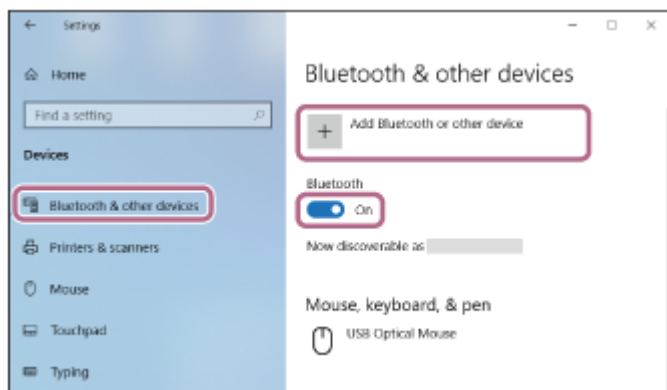 Settings
Home
Find a setting
Devices
Bluetooth & other devices
Printers & scanners
Mouse
Touchpad
Typing
Bluetooth & other devices
Add Bluetooth or other device
Bluetooth
On
Now discoverable as
Mouse, keyboard, & pen
USB Optical Mouse